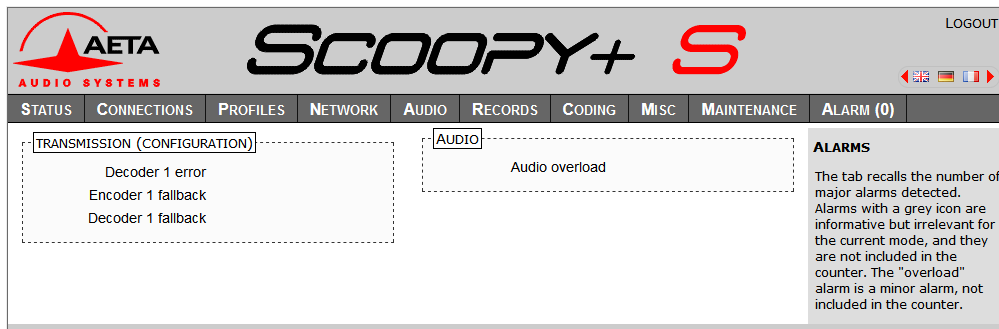 AETA
AUDIO SYSTEMS
SCOOPY+ S
LOGOUT
STATUS CONNECTIONS PROFILES NETWORK AUDIO RECORDS CODING MISC MAINTENANCE ALARM (0)
TRANSMISSION (CONFIGURATION)
Decoder 1 error
Encoder 1 fallback
Decoder 1 fallback
AUDIO
Audio overload
ALARMS
The tab recalls the number of
major alarms detected.
Alarms with a grey icon are
informative but irrelevant for
the current mode, and they
are not included in the
counter. The "overload"
alarm is a minor alarm, not
included in the counter.